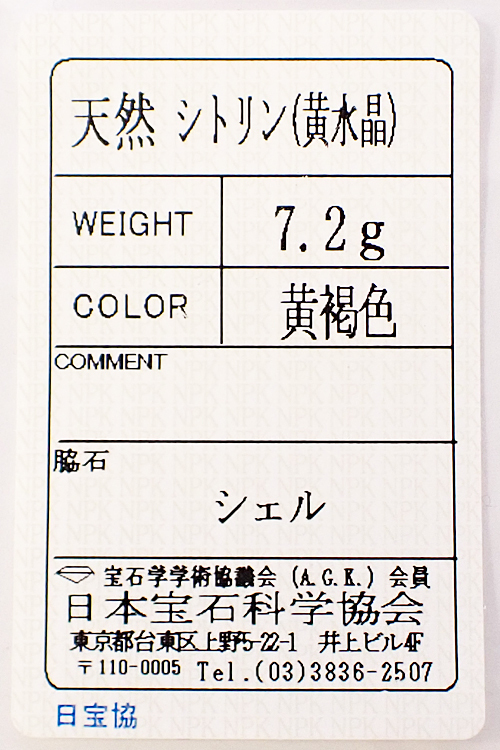 天然 シトリン(黄水晶)
WEIGHT 7.2g
COLOR 黄褐色
COMMENT
脇石
シェル
宝石学学術協議会 (A.G.K.) 会員
日本宝石科学協会
東京都台東区上野5-22-1 井上ビル4F
〒110-0005 Tel.(03)3836-2507
日宝協